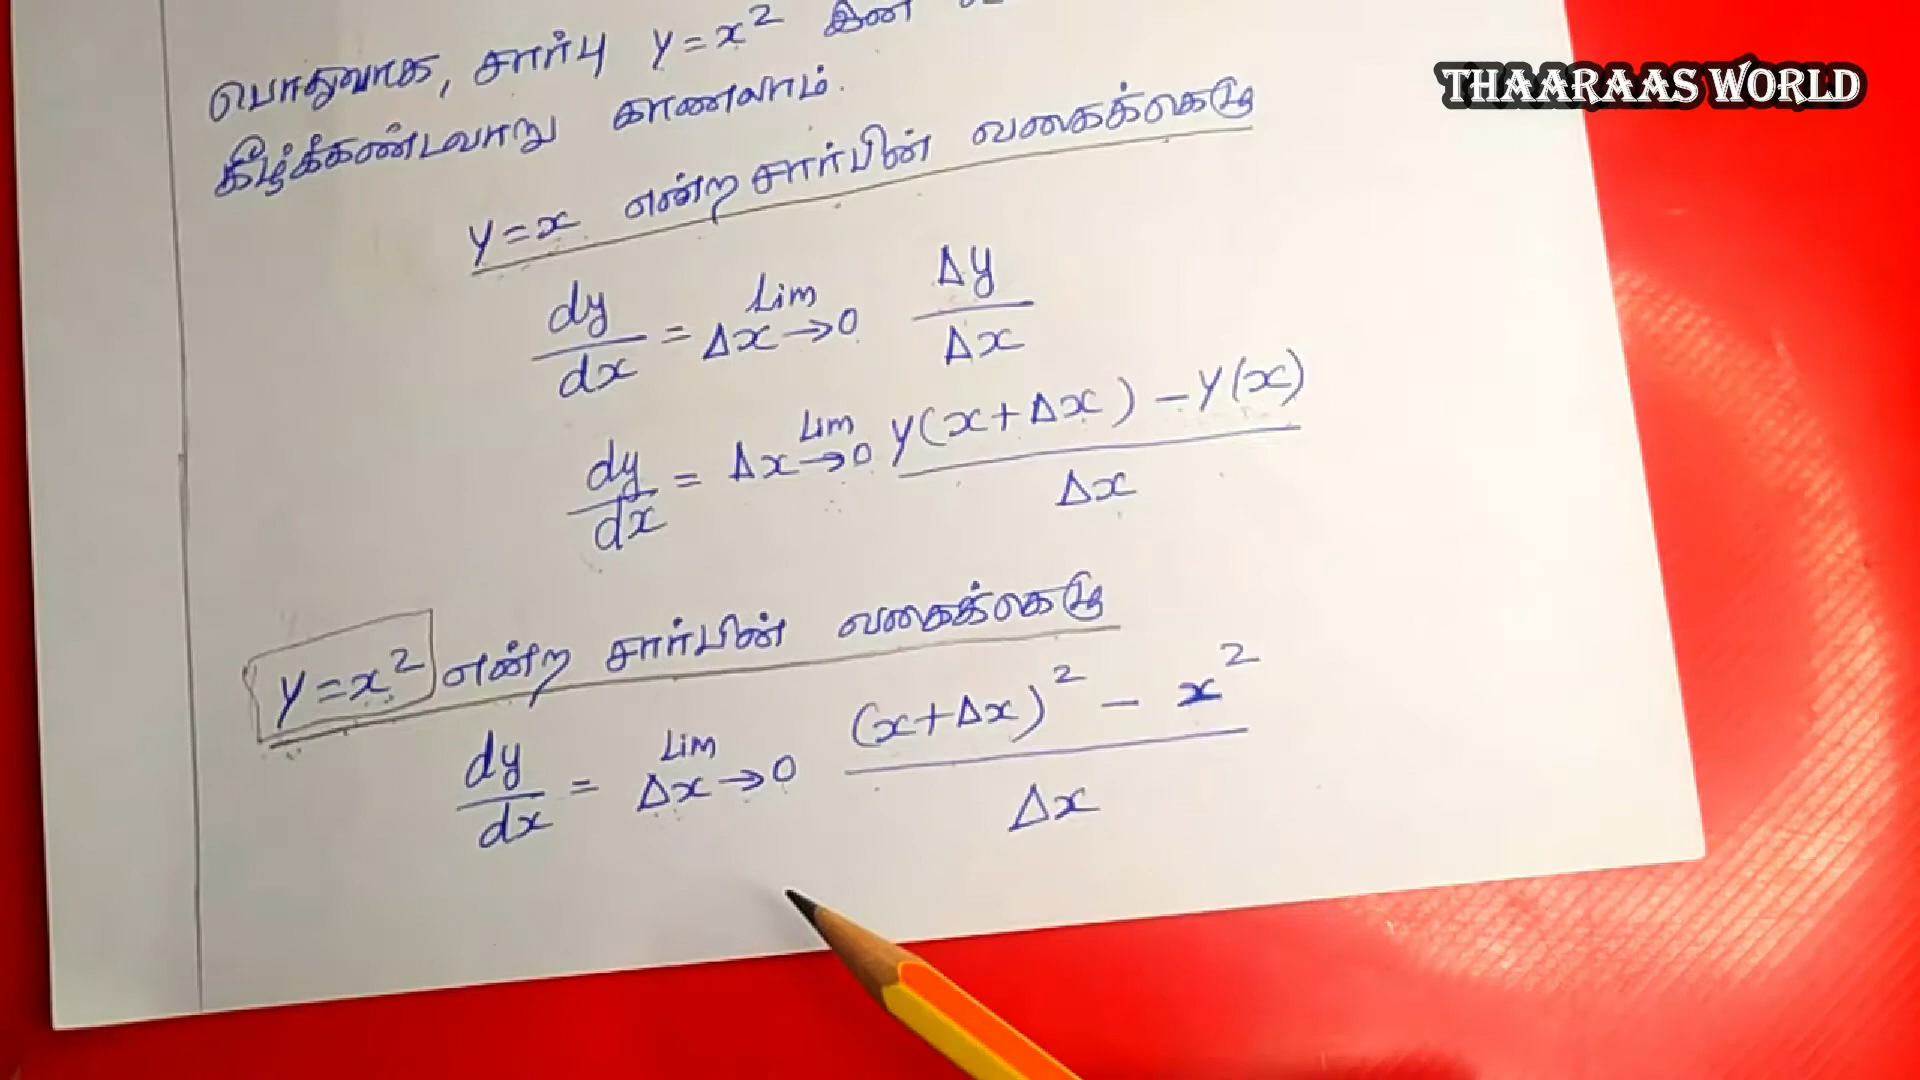 பொதுவாக, சார்பு y = x² இன்
கீழ்க்கண்டவாறு காணலாம்.
THAARAAS WORLD
y = x என்ற சார்பின் வகைக்கெழு
dy/dx = Lim Δx→0 Δy/Δx
dy/dx = Lim Δx→0 y(x+Δx) – y(x)/Δx
y = x² என்ற சார்பின் வகைக்கெழு
dy/dx = Lim Δx→0 (x+Δx)² – x²/Δx